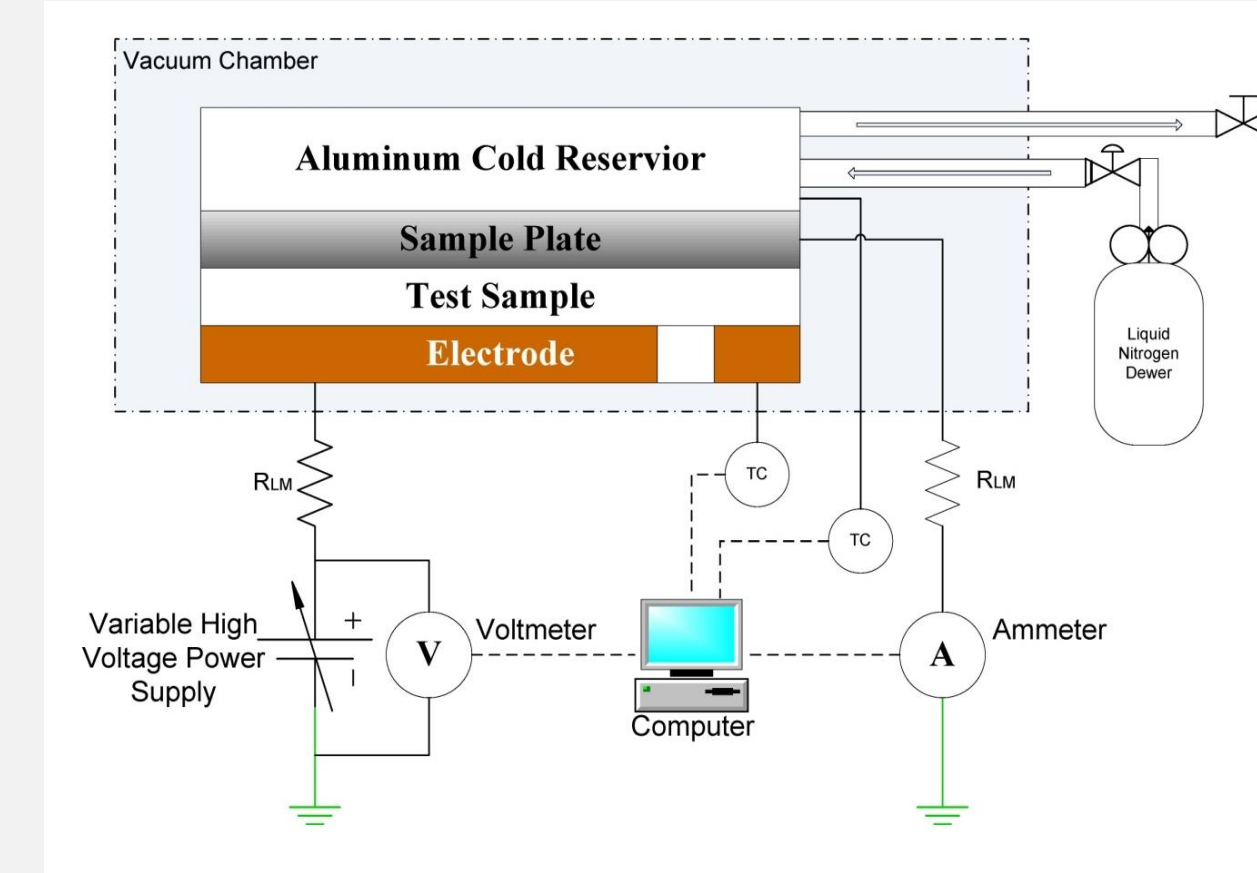 Vacuum Chamber
Aluminum Cold Reservior
Sample Plate
Test Sample
Electrode
Liquid
Nitrogen
Dewer
RLM
TC
RLM
TC
Variable High
Voltage Power
Supply
+
−
V
Voltmeter
A
Ammeter
Computer